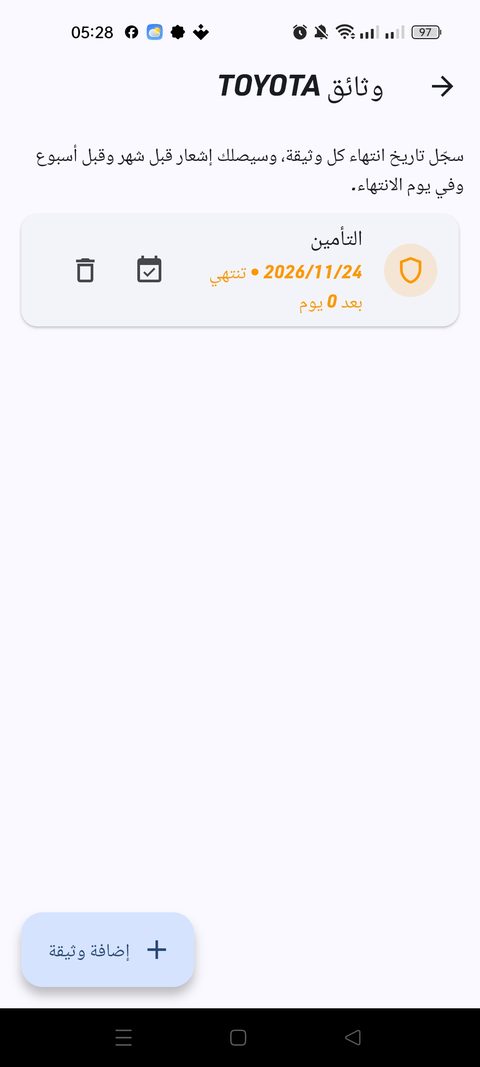 05:28
97
وثائق TOYOTA
سجّل تاريخ انتهاء كل وثيقة، وسيصلك إشعار قبل شهر وقبل أسبوع
وفي يوم الانتهاء.
التأمين
2026/11/24 • تنتهي
بعد 0 يوم
إضافة وثيقة